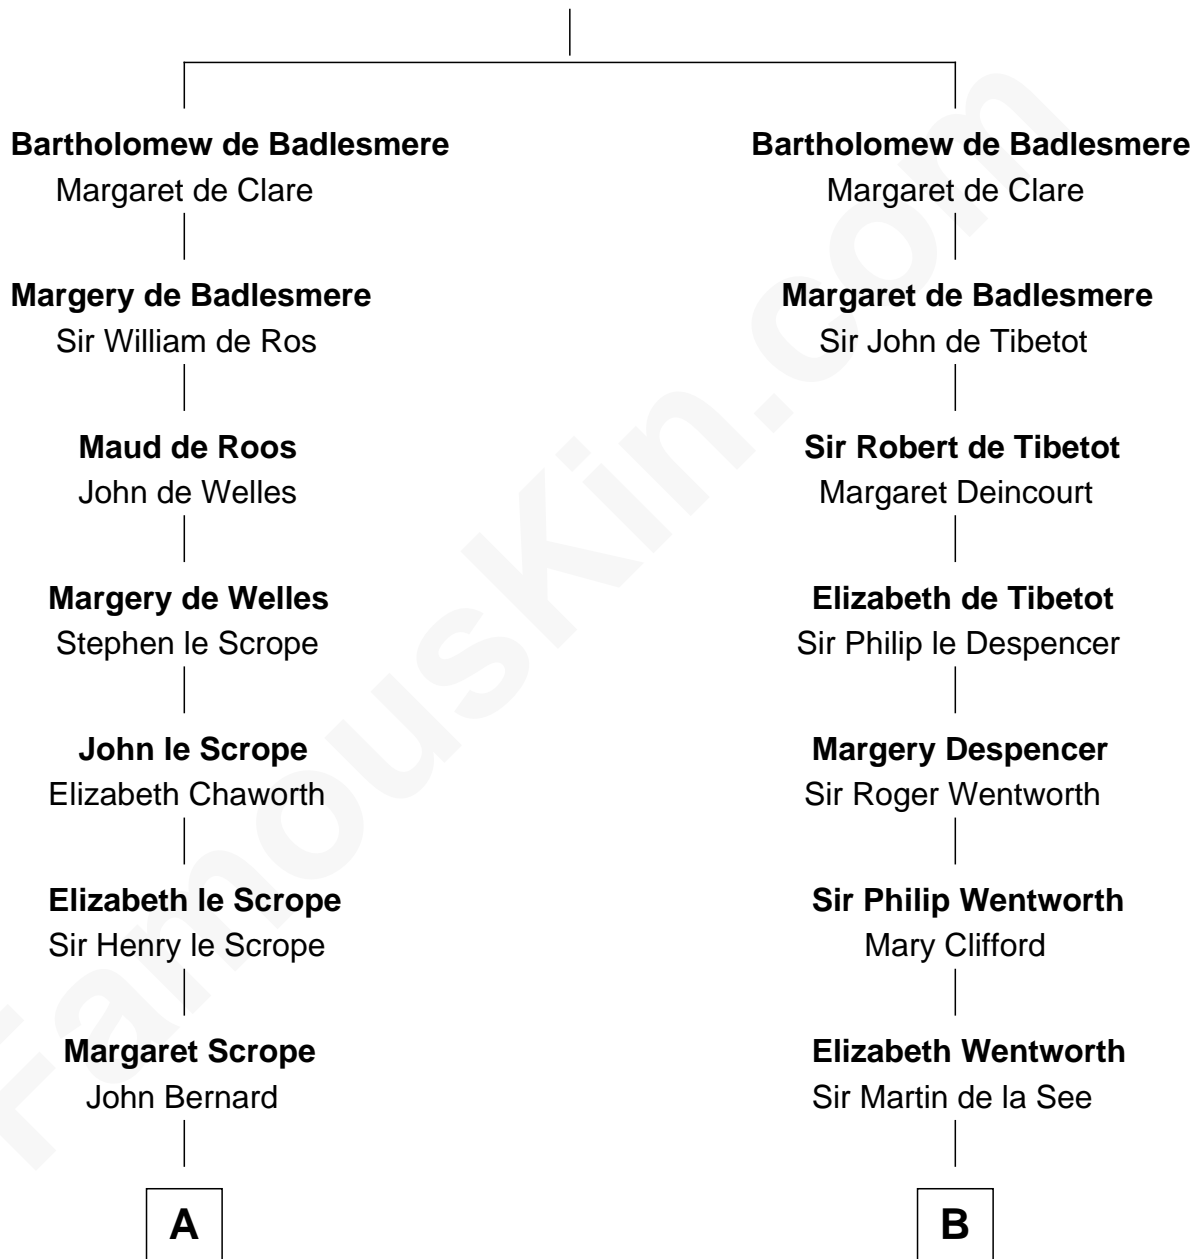 Bartholomew de Badlesmere
Margaret de Clare
Margery de Badlesmere
Sir William de Ros
Maud de Roos
John de Welles
Margery de Welles
Stephen le Scrope
John le Scrope
Elizabeth Chaworth
Elizabeth le Scrope
Sir Henry le Scrope
Margaret Scrope
John Bernard
A
Bartholomew de Badlesmere
Margaret de Clare
Margaret de Badlesmere
Sir John de Tibetot
Sir Robert de Tibetot
Margaret Deincourt
Elizabeth de Tibetot
Sir Philip le Despencer
Margery Despencer
Sir Roger Wentworth
Sir Philip Wentworth
Mary Clifford
Elizabeth Wentworth
Sir Martin de la See
B
FamousKin.com